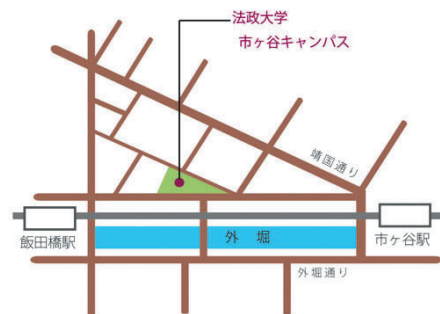 法政大学
市ヶ谷キャンパス
靖国通り
飯田橋駅
外 堀
市ヶ谷駅
外堀通り